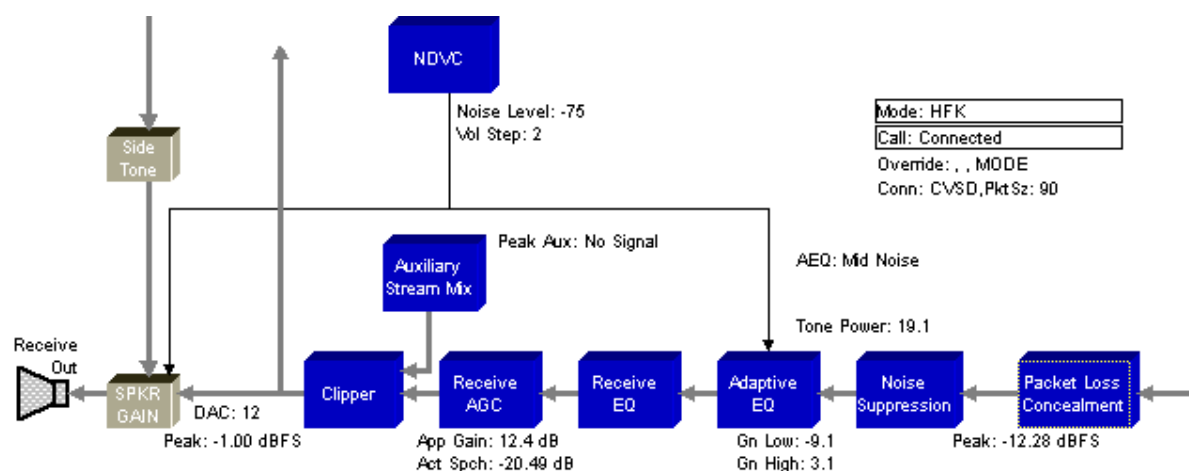 NDVC
Noise Level: -75
Vol Step: 2
Mode: HFK
Call: Connected
Override: , , MODE
Conn: CVSD,PktSz: 90
Side
Tone
Peak Aux: No Signal
AEQ: Mid Noise
Auxiliary
Stream Mix
Tone Power: 19.1
Receive
Out
SPKR
GAIN
DAC: 12
Peak: -1.00 dBFS
Clipper
Receive
AGC
App Gain: 12.4 dB
Act Spch: -20.49 dB
Receive
EQ
Adaptive
EQ
Gn Low: -9.1
Gn High: 3.1
Noise
Suppression
Peak: -12.28 dBFS
Packet Loss
Concealment